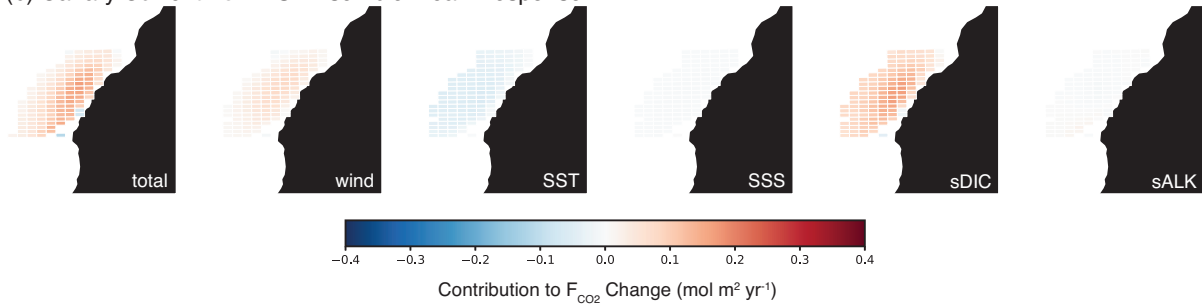 total wind SST SSS sDIC sALK
−0.4 −0.3 −0.2 −0.1 0.0 0.1 0.2 0.3 0.4
Contribution to F_CO2 Change (mol m² yr⁻¹)